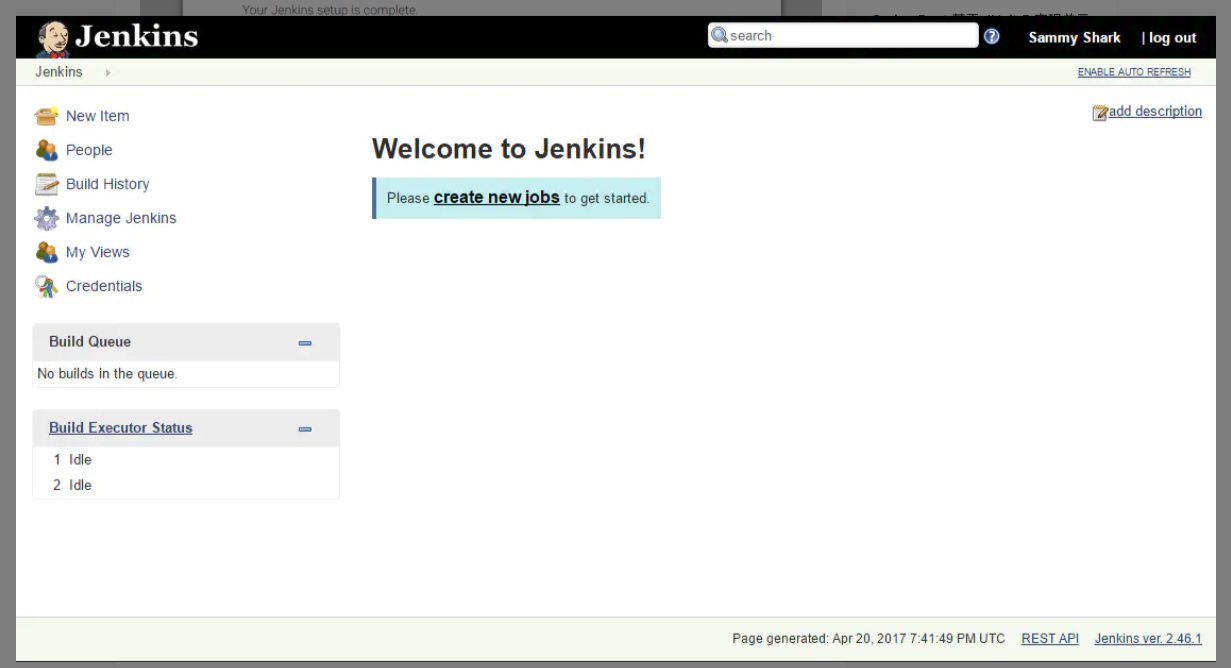 Your Jenkins setup is complete.
Jenkins
search
Sammy Shark | log out
Jenkins
ENABLE AUTO REFRESH
New Item
People
Build History
Manage Jenkins
My Views
Credentials
add description
Welcome to Jenkins!
Please create new jobs to get started.
Build Queue
No builds in the queue.
Build Executor Status
1 Idle
2 Idle
Page generated: Apr 20, 2017 7:41:49 PM UTC REST API Jenkins ver. 2.46.1